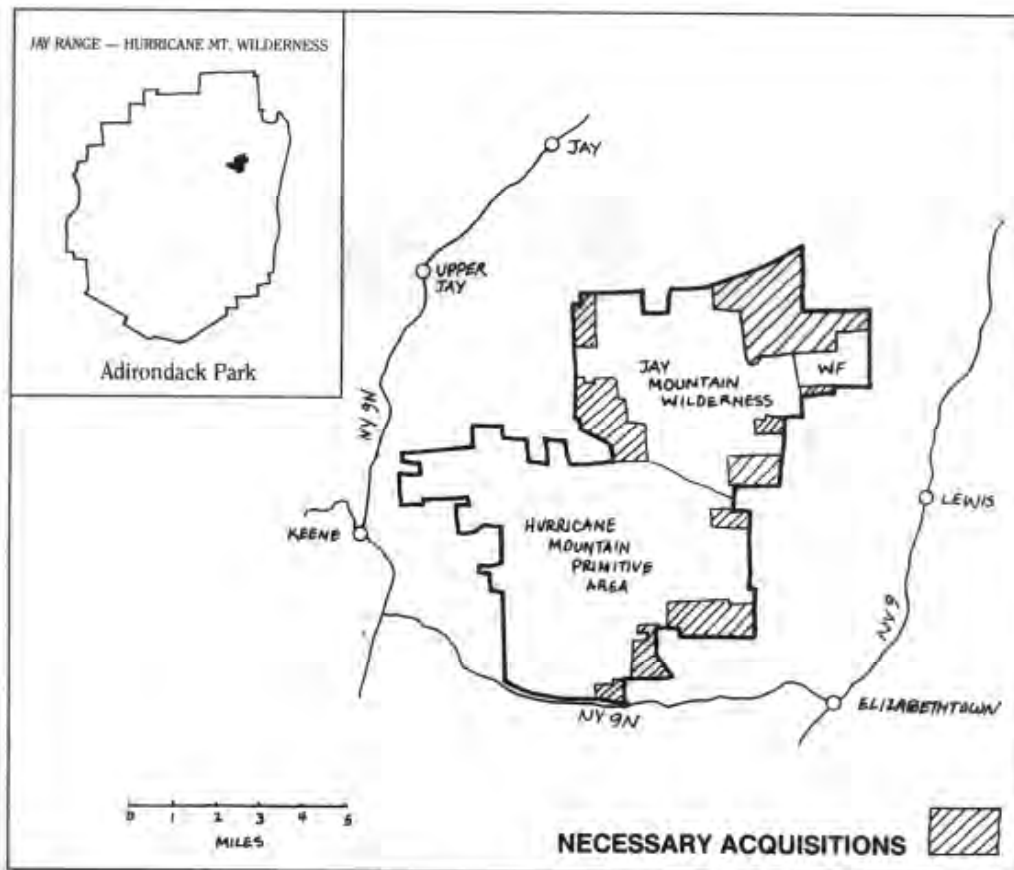 JAY RANGE — HURRICANE MT. WILDERNESS
Adirondack Park
JAY
UPPER
JAY
NY 9N
JAY
MOUNTAIN
WILDERNESS
WF
KEENE
HURRICANE
MOUNTAIN
PRIMITIVE
AREA
LEWIS
NY 9
ELIZABETHTOWN
NY 9N
0 1 2 3 4 5
MILES
NECESSARY ACQUISITIONS